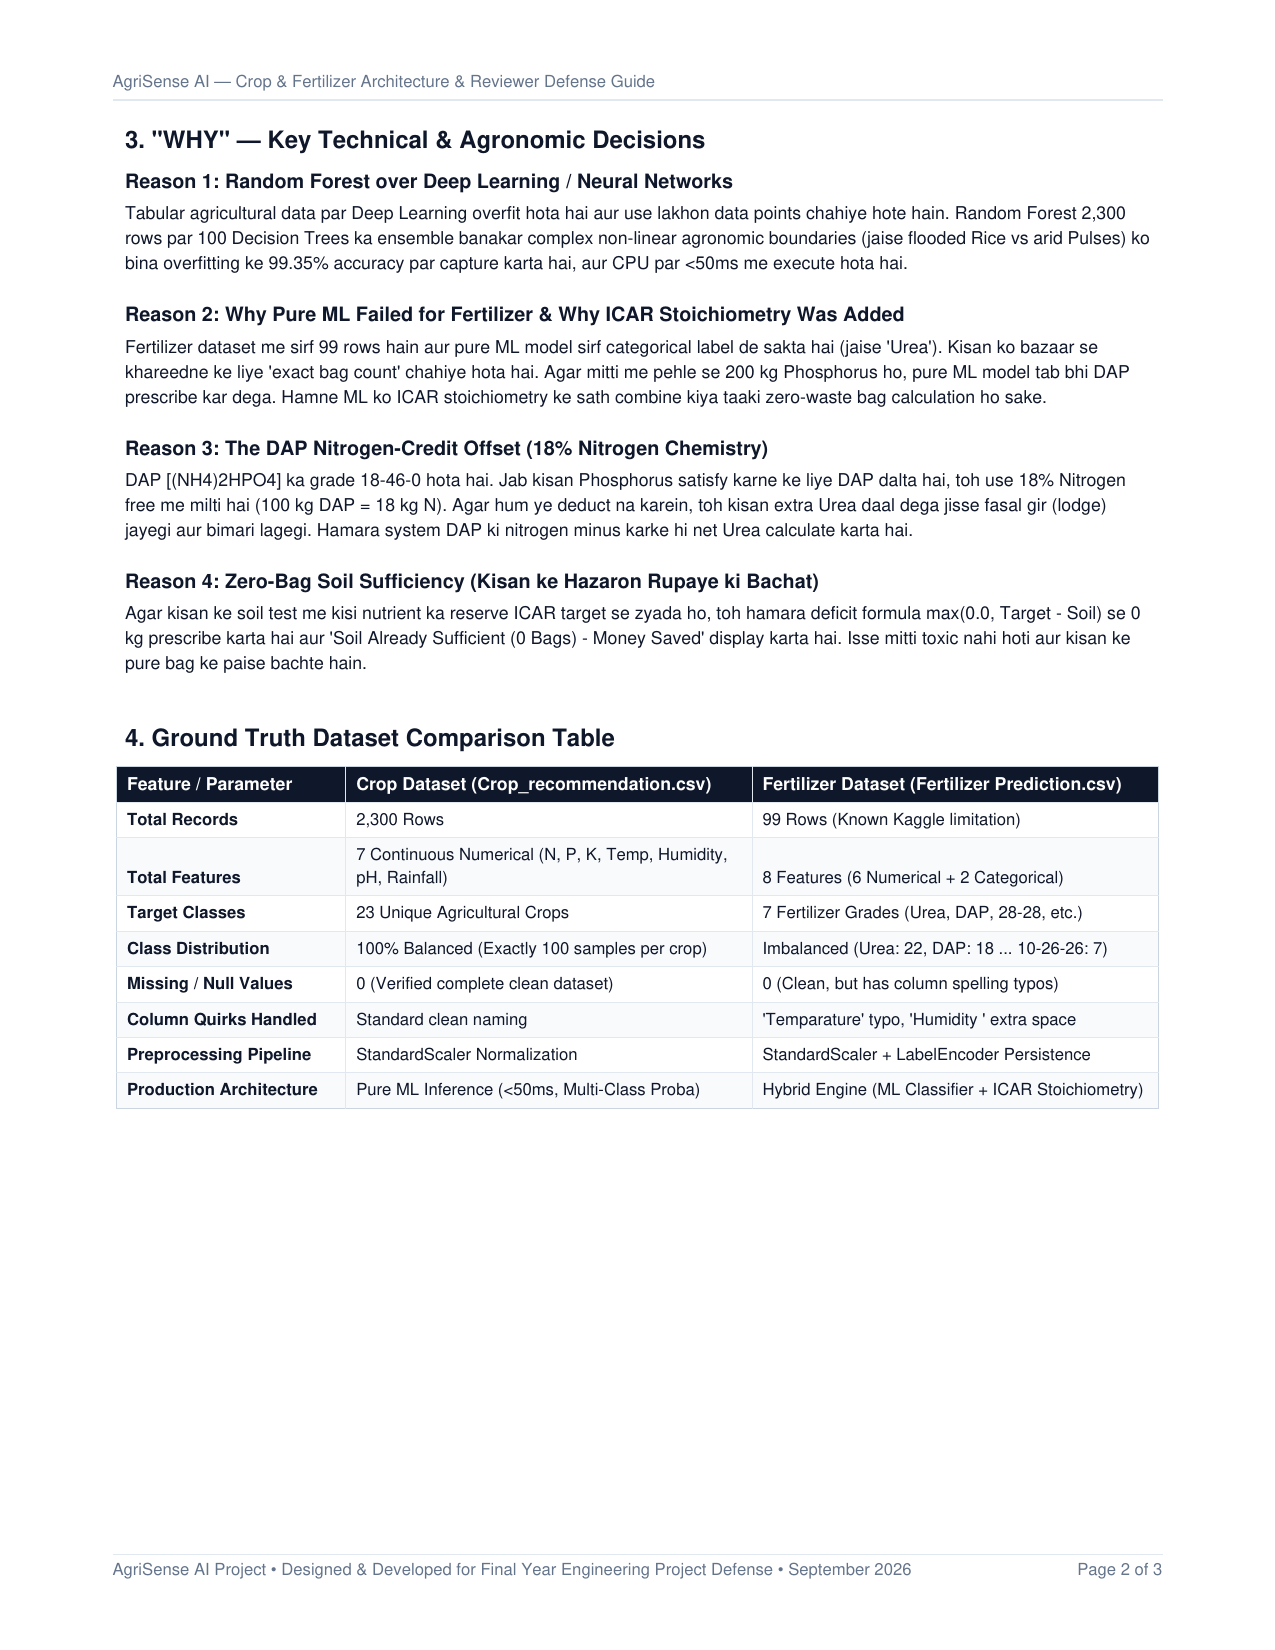 AgriSense AI — Crop & Fertilizer Architecture & Reviewer Defense Guide
3. "WHY" — Key Technical & Agronomic Decisions
Reason 1: Random Forest over Deep Learning / Neural Networks
Tabular agricultural data par Deep Learning overfit hota hai aur use lakhon data points chahiye hote hain. Random Forest 2,300
rows par 100 Decision Trees ka ensemble banakar complex non-linear agronomic boundaries (jaise flooded Rice vs arid Pulses) ko
bina overfitting ke 99.35% accuracy par capture karta hai, aur CPU par <50ms me execute hota hai.
Reason 2: Why Pure ML Failed for Fertilizer & Why ICAR Stoichiometry Was Added
Fertilizer dataset me sirf 99 rows hain aur pure ML model sirf categorical label de sakta hai (jaise 'Urea'). Kisan ko bazaar se
khareedne ke liye 'exact bag count' chahiye hota hai. Agar mitti me pehle se 200 kg Phosphorus ho, pure ML model tab bhi DAP
prescribe kar dega. Hamne ML ko ICAR stoichiometry ke sath combine kiya taaki zero-waste bag calculation ho sake.
Reason 3: The DAP Nitrogen-Credit Offset (18% Nitrogen Chemistry)
DAP [(NH4)2HPO4] ka grade 18-46-0 hota hai. Jab kisan Phosphorus satisfy karne ke liye DAP dalta hai, toh use 18% Nitrogen
free me milti hai (100 kg DAP = 18 kg N). Agar hum ye deduct na karein, toh kisan extra Urea daal dega jisse fasal gir (lodge)
jayegi aur bimari lagegi. Hamara system DAP ki nitrogen minus karke hi net Urea calculate karta hai.
Reason 4: Zero-Bag Soil Sufficiency (Kisan ke Hazaron Rupaye ki Bachat)
Agar kisan ke soil test me kisi nutrient ka reserve ICAR target se zyada ho, toh hamara deficit formula max(0.0, Target - Soil) se 0
kg prescribe karta hai aur 'Soil Already Sufficient (0 Bags) - Money Saved' display karta hai. Isse mitti toxic nahi hoti aur kisan ke
pure bag ke paise bachte hain.
4. Ground Truth Dataset Comparison Table
Feature / Parameter Crop Dataset (Crop_recommendation.csv) Fertilizer Dataset (Fertilizer Prediction.csv)
Total Records 2,300 Rows 99 Rows (Known Kaggle limitation)
Total Features 7 Continuous Numerical (N, P, K, Temp, Humidity,
pH, Rainfall) 8 Features (6 Numerical + 2 Categorical)
Target Classes 23 Unique Agricultural Crops 7 Fertilizer Grades (Urea, DAP, 28-28, etc.)
Class Distribution 100% Balanced (Exactly 100 samples per crop) Imbalanced (Urea: 22, DAP: 18 ... 10-26-26: 7)
Missing / Null Values 0 (Verified complete clean dataset) 0 (Clean, but has column spelling typos)
Column Quirks Handled Standard clean naming 'Temparature' typo, 'Humidity ' extra space
Preprocessing Pipeline StandardScaler Normalization StandardScaler + LabelEncoder Persistence
Production Architecture Pure ML Inference (<50ms, Multi-Class Proba) Hybrid Engine (ML Classifier + ICAR Stoichiometry)
AgriSense AI Project • Designed & Developed for Final Year Engineering Project Defense • September 2026 Page 2 of 3